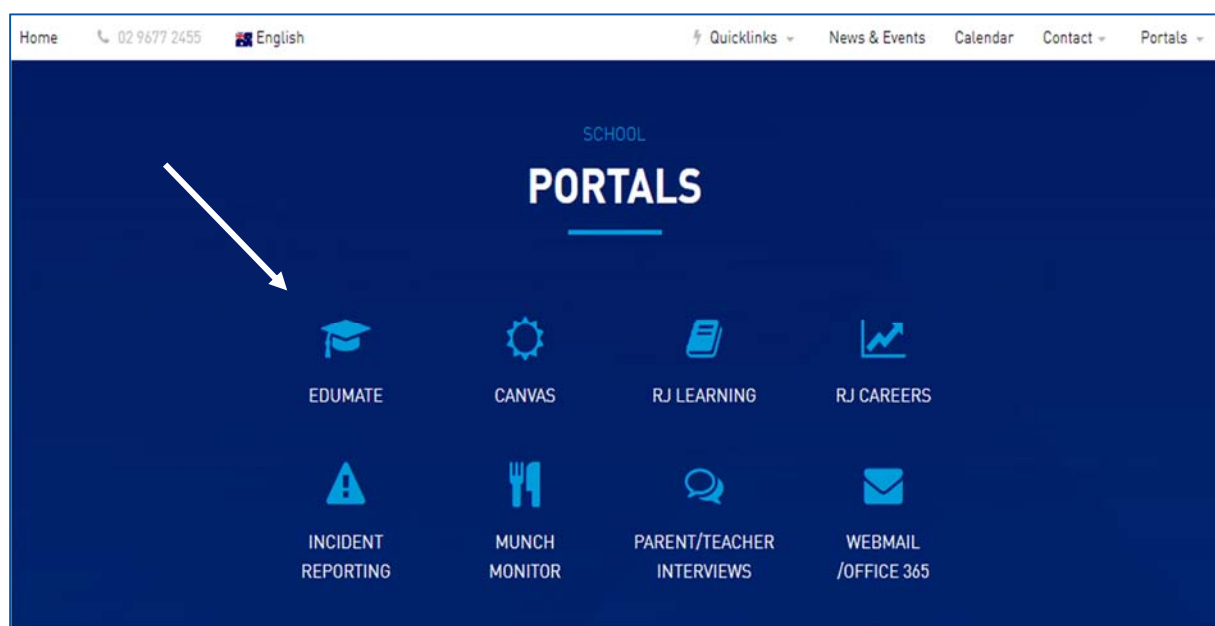 Home 02 9677 2455 English Quicklinks News & Events Calendar Contact Portals
SCHOOL
PORTALS
EDUMATE CANVAS RJ LEARNING RJ CAREERS
INCIDENT MUNCH PARENT/TEACHER WEBMAIL
REPORTING MONITOR INTERVIEWS /OFFICE 365